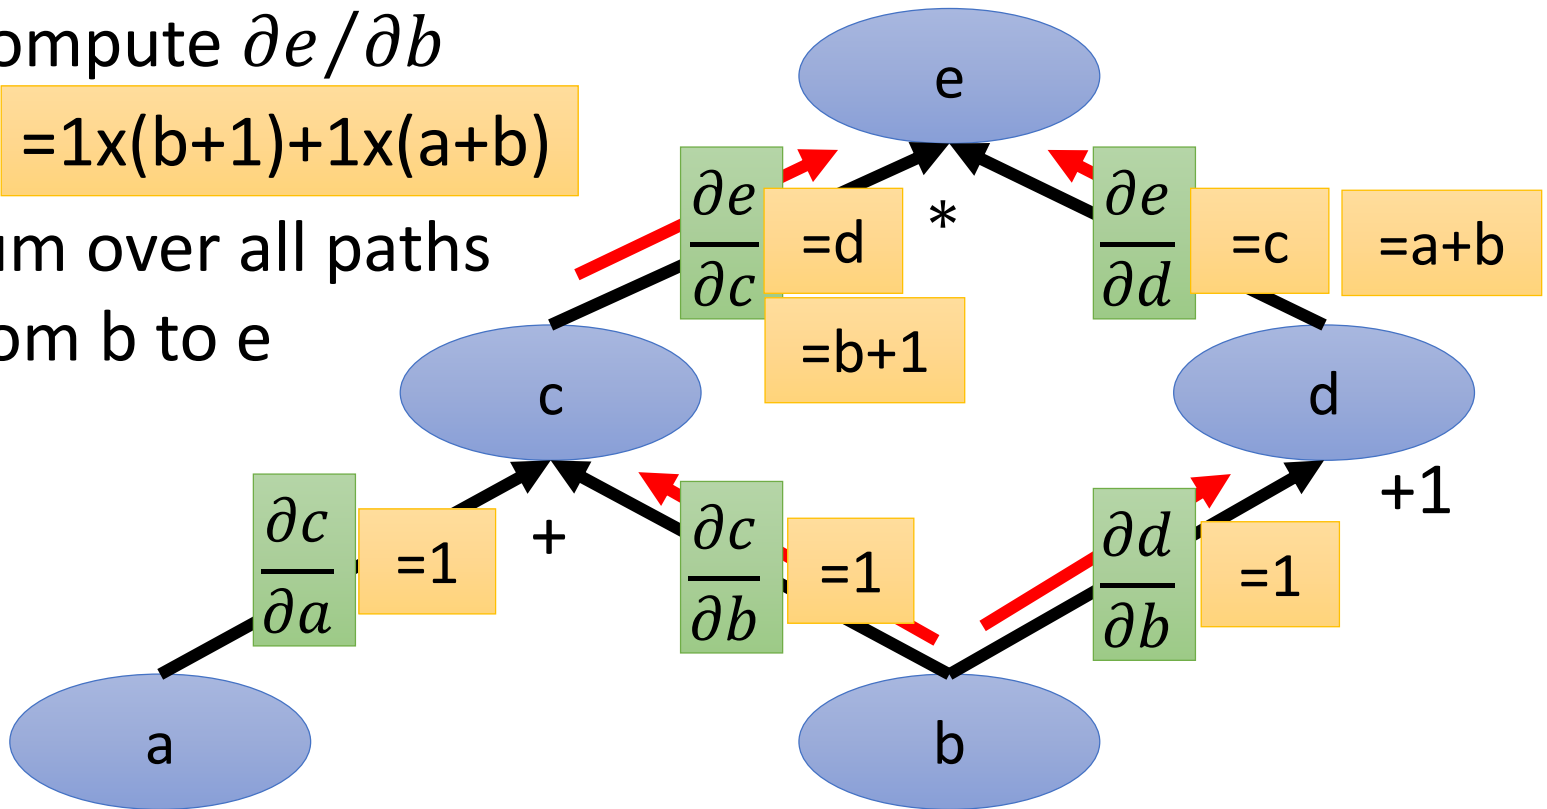 ompute ∂e/∂b
=1x(b+1)+1x(a+b)
um over all paths
om b to e
e
*
∂e/∂c
=d
=b+1
∂e/∂d
=c
=a+b
c
d
∂c/∂a
=1
+
∂c/∂b
=1
∂d/∂b
=1
+1
a
b